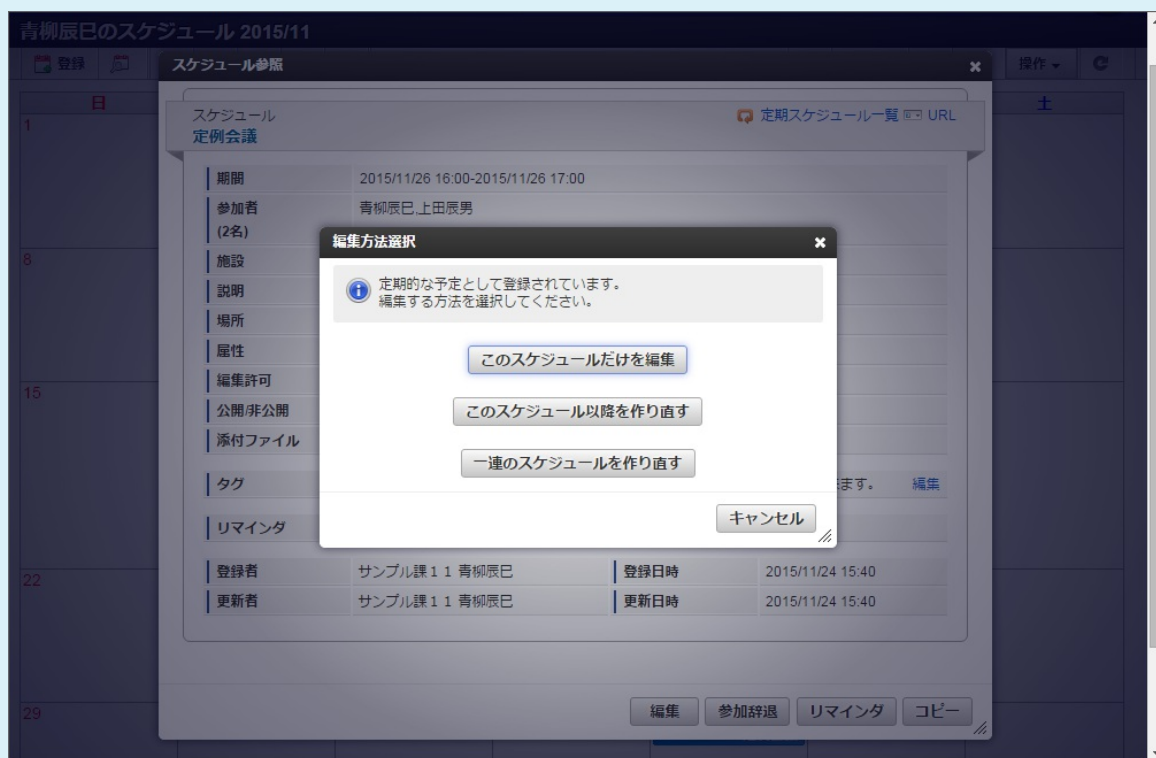 青柳辰巳のスケジュール 2015/11
登録
スケジュール参照
操作
日
土
1
8
15
22
29
スケジュール
定例会議
定期スケジュール一覧 URL
期間 2015/11/26 16:00-2015/11/26 17:00
参加者 青柳辰巳,上田辰男
(2名)
施設
説明
場所
属性
編集許可
公開/非公開
添付ファイル
タグ ます。 編集
リマインダ
編集方法選択
定期的な予定として登録されています。
編集する方法を選択してください。
このスケジュールだけを編集
このスケジュール以降を作り直す
一連のスケジュールを作り直す
キャンセル
登録者 サンプル課11 青柳辰巳 登録日時 2015/11/24 15:40
更新者 サンプル課11 青柳辰巳 更新日時 2015/11/24 15:40
編集 参加辞退 リマインダ コピー